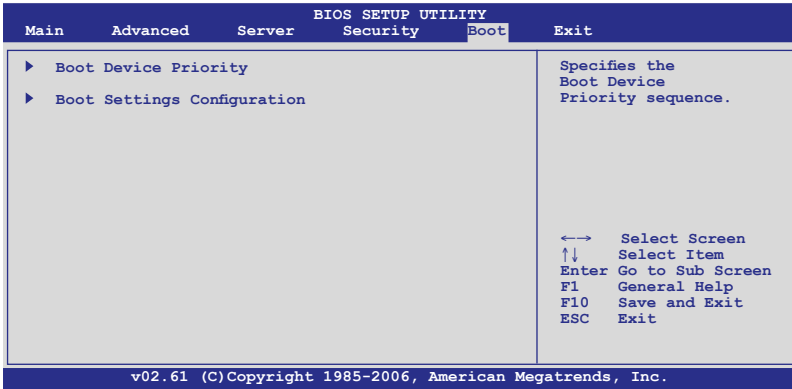 BIOS SETUP UTILITY
Main Advanced Server Security Boot Exit
Boot Device Priority
Boot Settings Configuration
Specifies the
Boot Device
Priority sequence.
←→ Select Screen
↑↓ Select Item
Enter Go to Sub Screen
F1 General Help
F10 Save and Exit
ESC Exit
v02.61 (C)Copyright 1985-2006, American Megatrends, Inc.